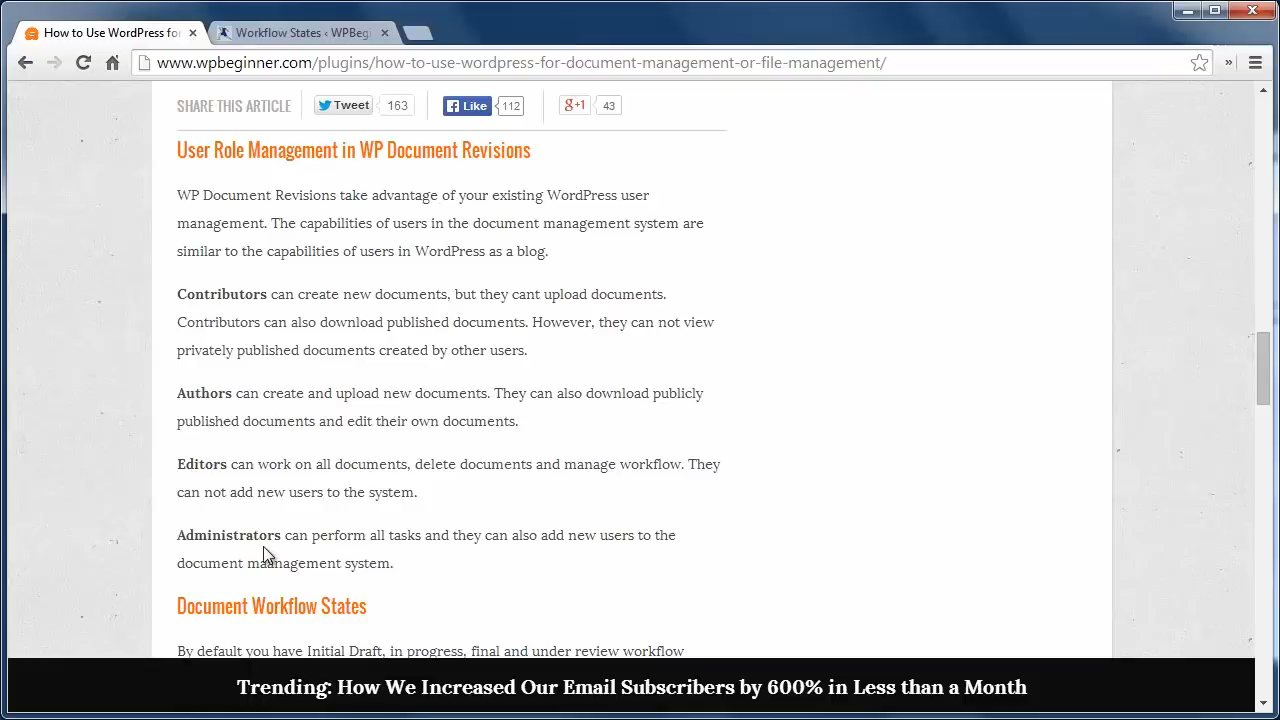 How to Use WordPress for
Workflow States ‹ WPBegi
www.wpbeginner.com/plugins/how-to-use-wordpress-for-document-management-or-file-management/
SHARE THIS ARTICLE Tweet 163 Like 112 g+1 43
User Role Management in WP Document Revisions
WP Document Revisions take advantage of your existing WordPress user
management. The capabilities of users in the document management system are
similar to the capabilities of users in WordPress as a blog.
Contributors can create new documents, but they cant upload documents.
Contributors can also download published documents. However, they can not view
privately published documents created by other users.
Authors can create and upload new documents. They can also download publicly
published documents and edit their own documents.
Editors can work on all documents, delete documents and manage workflow. They
can not add new users to the system.
Administrators can perform all tasks and they can also add new users to the
document mannagement system.
Document Workflow States
By default you have Initial Draft, in progress, final and under review workflow
Trending: How We Increased Our Email Subscribers by 600% in Less than a Month